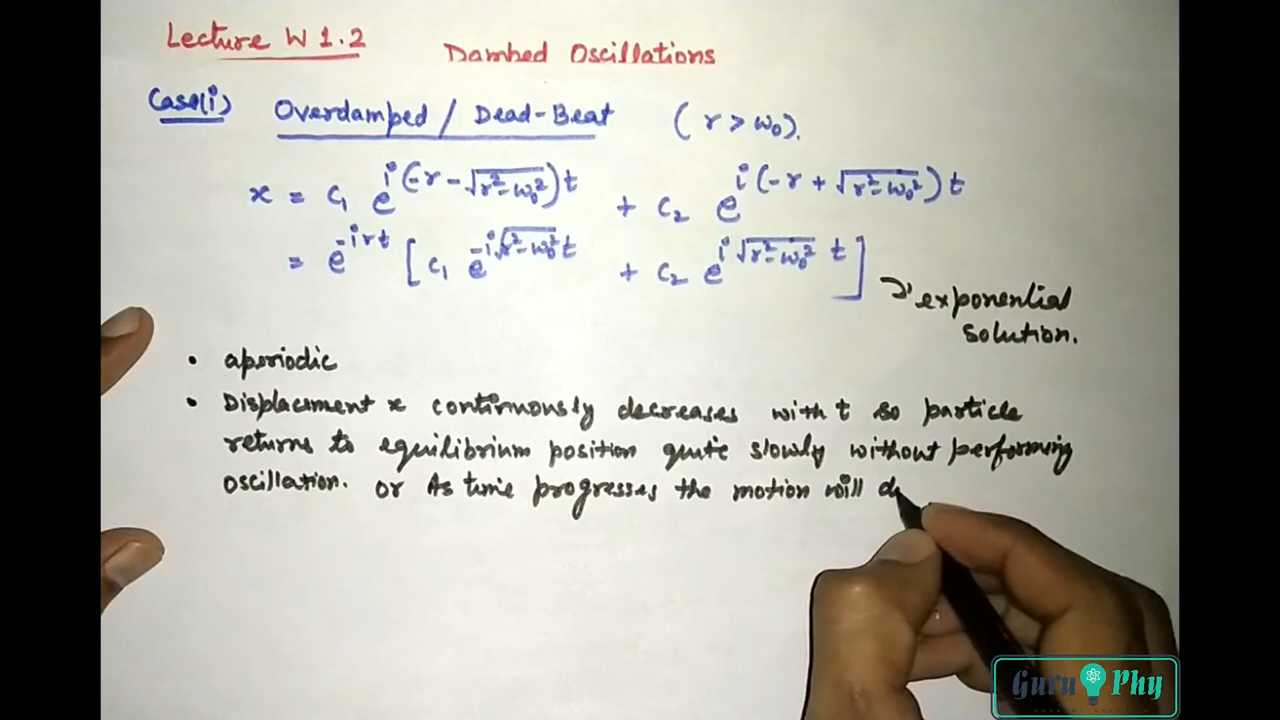 Lecture W 1.2
Dambed Oscillations
Case(i) Overdamped / Dead-Beat (r > ω₀).
x = c₁ e^{i(-r - √(r² - ω₀²))t} + c₂ e^{i(-r + √(r² - ω₀²))t}
= e^{-irt} [c₁ e^{-i√(r² - ω₀²)t} + c₂ e^{i√(r² - ω₀²) t}]
→ exponential
solution.
• aperiodic
• Displacement x continuously decreases with t so particle
returns to equilibrium position quite slowly without performing
oscillation. or As time progresses the motion will d
Guru Phy